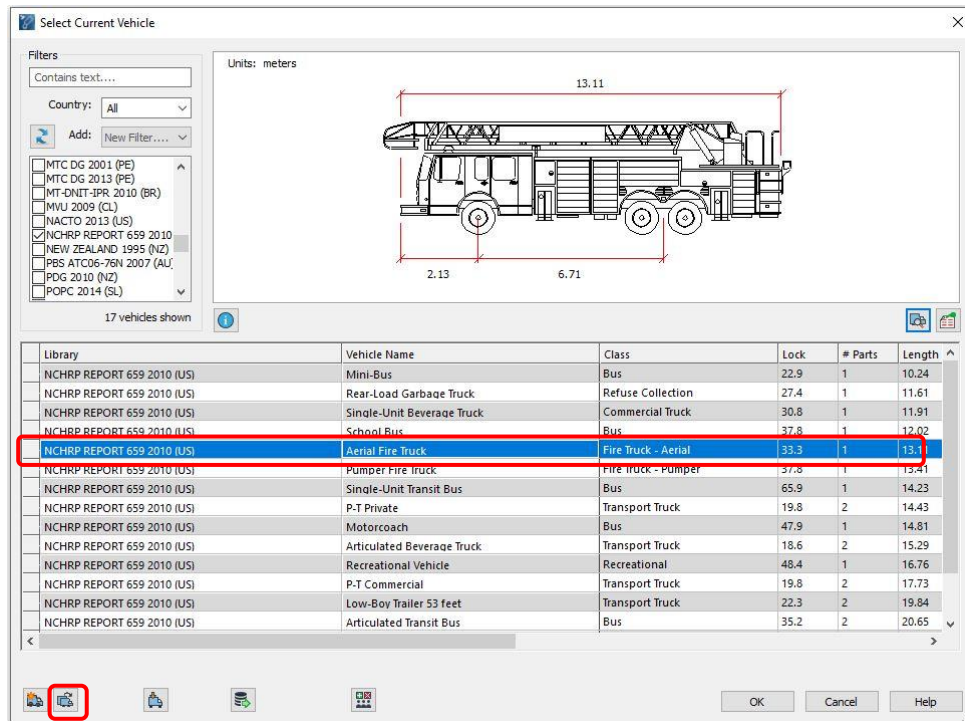 Select Current Vehicle
Filters
Contains text....
Country: All
Add: New Filter....
MTC DG 2001 (PE)
MTC DG 2013 (PE)
MT-DNIT-IPR 2010 (BR)
MVU 2009 (CL)
NACTO 2013 (US)
NCHRP REPORT 659 2010
NEW ZEALAND 1995 (NZ)
PBS ATC06-76N 2007 (AU)
PDG 2010 (NZ)
POPC 2014 (SL)
17 vehicles shown
Units: meters
13.11
2.13 6.71
Library Vehicle Name Class Lock # Parts Length
NCHRP REPORT 659 2010 (US) Mini-Bus Bus 22.9 1 10.24
NCHRP REPORT 659 2010 (US) Rear-Load Garbage Truck Refuse Collection 27.4 1 11.61
NCHRP REPORT 659 2010 (US) Single-Unit Beverage Truck Commercial Truck 30.8 1 11.91
NCHRP REPORT 659 2010 (US) School Bus Bus 37.8 1 12.02
NCHRP REPORT 659 2010 (US) Aerial Fire Truck Fire Truck - Aerial 33.3 1 13.11
NCHRP REPORT 659 2010 (US) Pumper Fire Truck Fire Truck - Pumper 37.8 1 13.41
NCHRP REPORT 659 2010 (US) Single-Unit Transit Bus Bus 65.9 1 14.23
NCHRP REPORT 659 2010 (US) P-T Private Transport Truck 19.8 2 14.43
NCHRP REPORT 659 2010 (US) Motorcoach Bus 47.9 1 14.81
NCHRP REPORT 659 2010 (US) Articulated Beverage Truck Transport Truck 18.6 2 15.29
NCHRP REPORT 659 2010 (US) Recreational Vehicle Recreational 48.4 1 16.76
NCHRP REPORT 659 2010 (US) P-T Commercial Transport Truck 19.8 2 17.73
NCHRP REPORT 659 2010 (US) Low-Boy Trailer 53 feet Transport Truck 22.3 2 19.84
NCHRP REPORT 659 2010 (US) Articulated Transit Bus Bus 35.2 2 20.65
OK Cancel Help